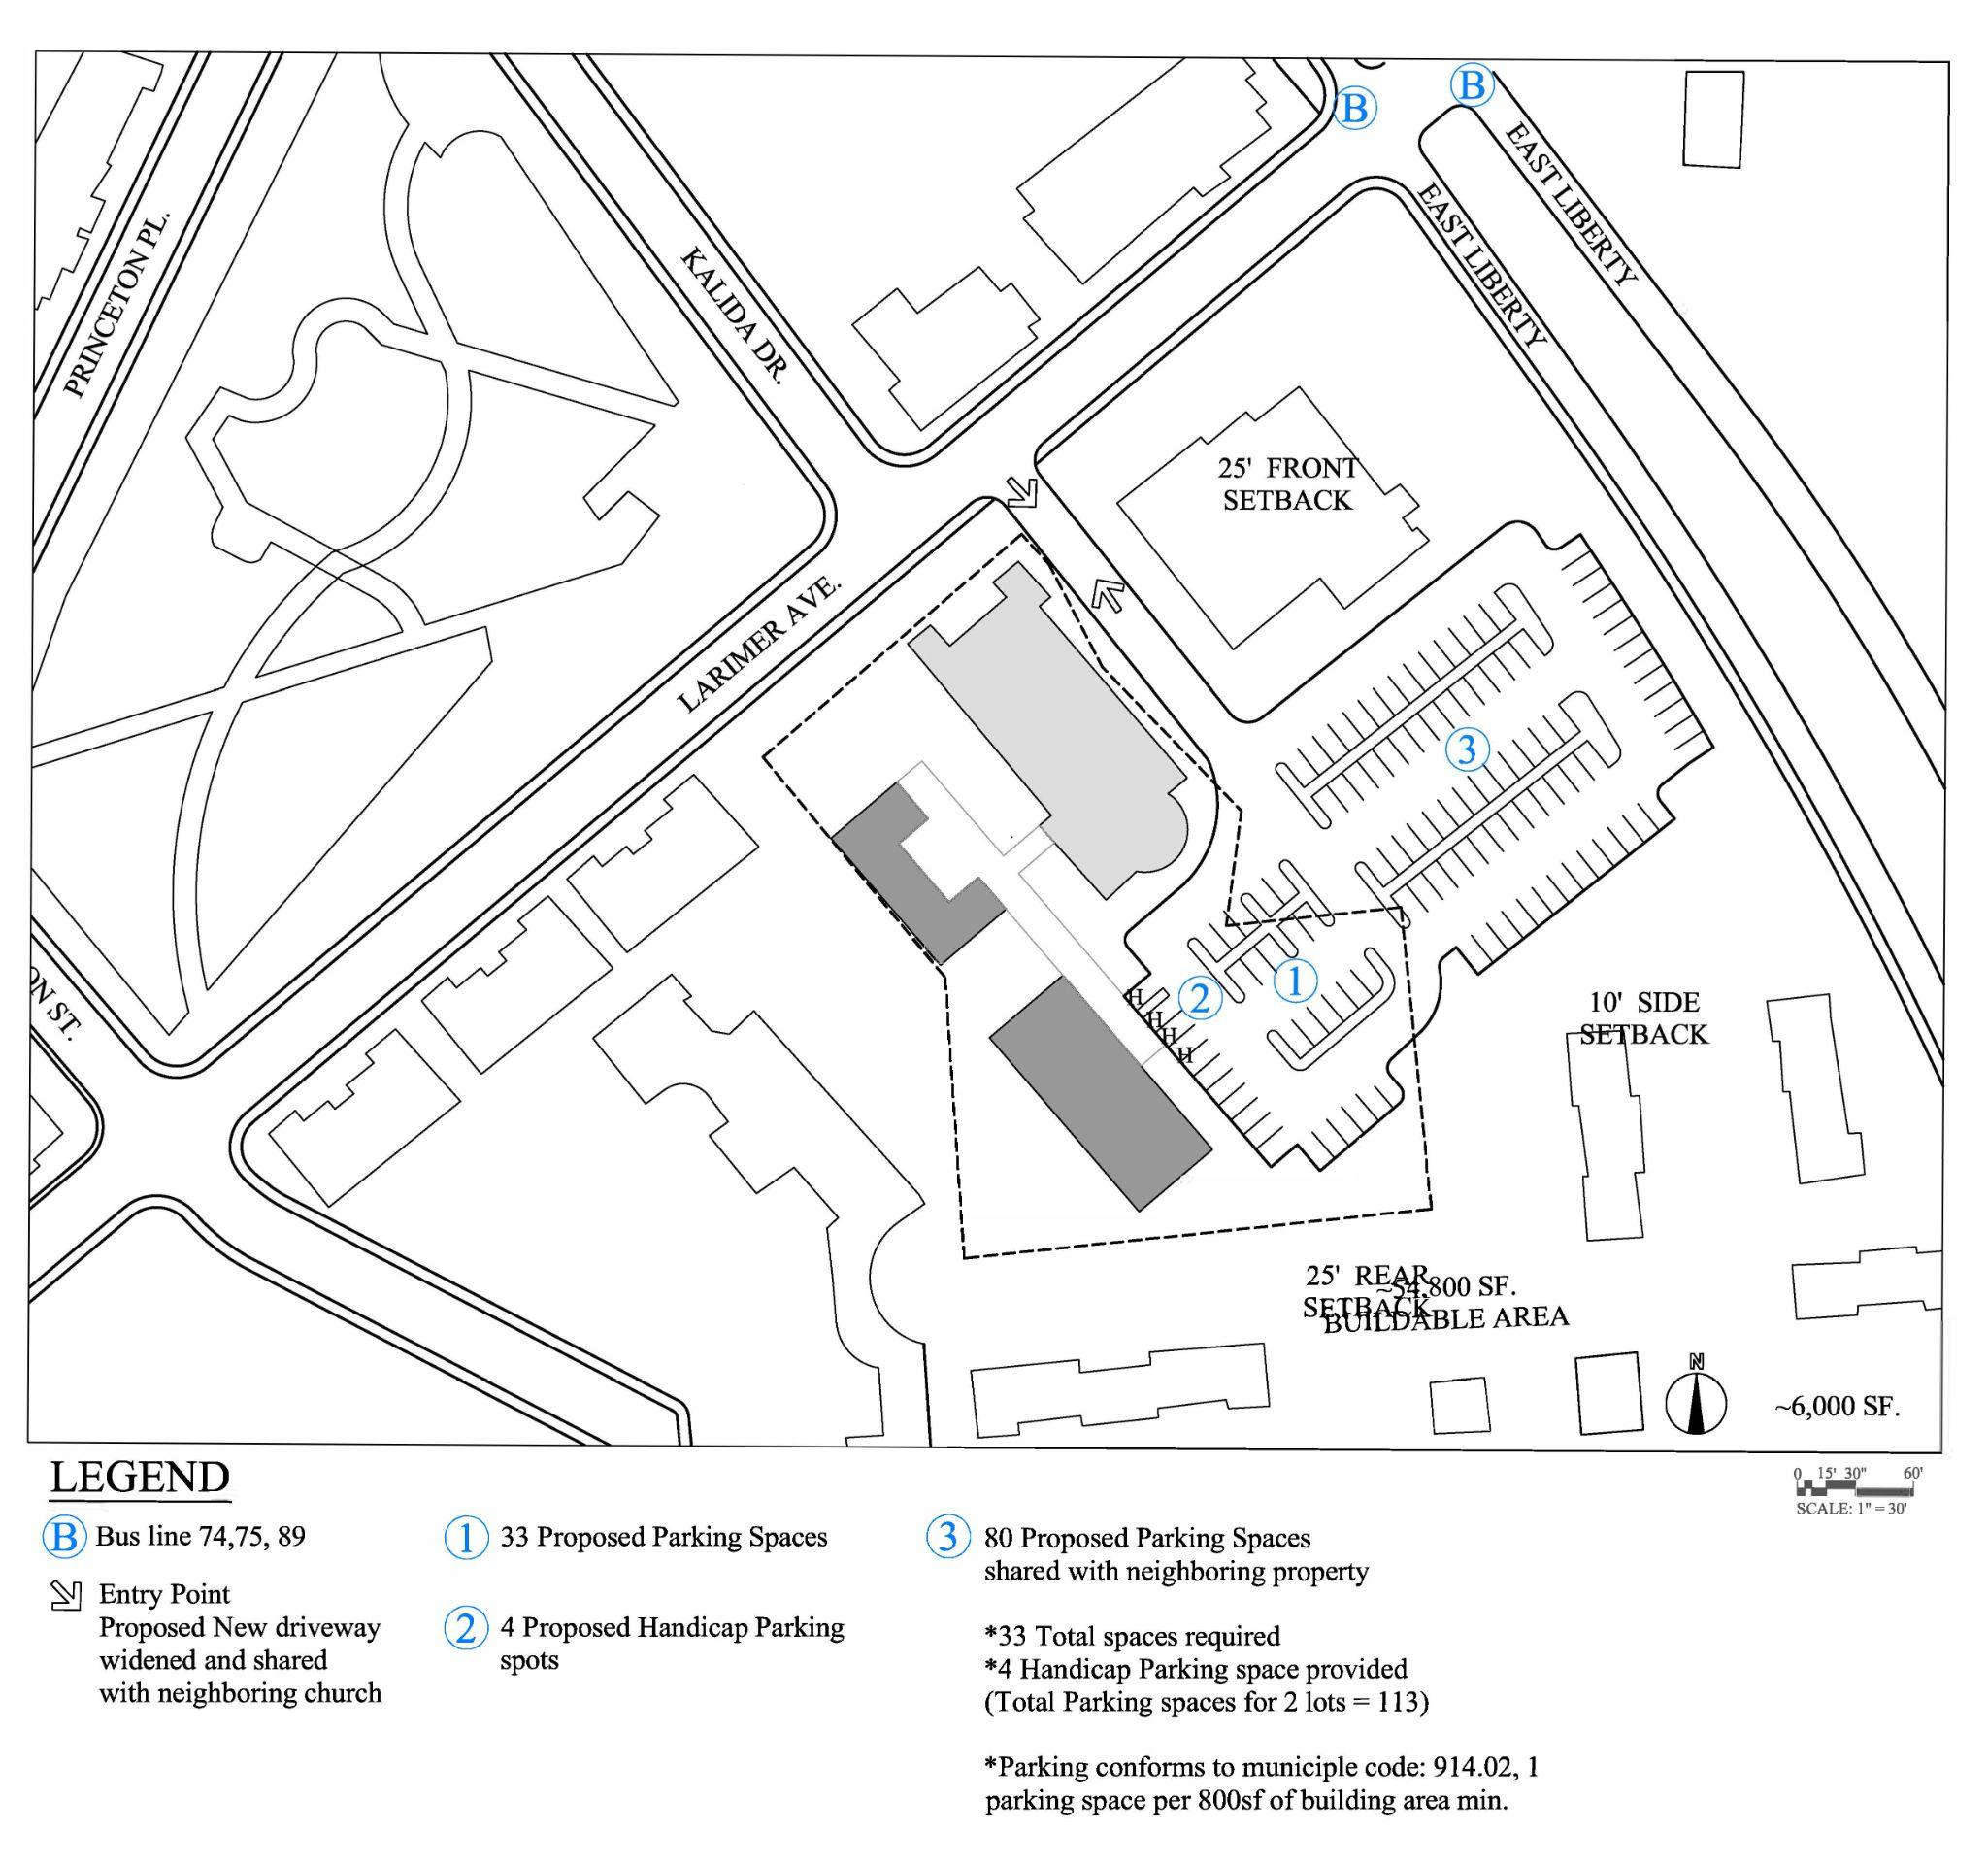 B
B
EAST LIBERTY
EAST LIBERTY
PRINCETON PL.
KALIDA DR.
25' FRONT
SETBACK
LARIMER AVE.
3
1
2
H
H
H
H
ON ST.
10' SIDE
SETBACK
25' REAR
SETBACK
~54,800 SF.
BUILDABLE AREA
N
~6,000 SF.
LEGEND
0 15' 30" 60'
SCALE: 1" = 30'
B Bus line 74,75, 89
Entry Point
Proposed New driveway
widened and shared
with neighboring church
1 33 Proposed Parking Spaces
2 4 Proposed Handicap Parking
spots
3 80 Proposed Parking Spaces
shared with neighboring property
*33 Total spaces required
*4 Handicap Parking space provided
(Total Parking spaces for 2 lots = 113)
*Parking conforms to municiple code: 914.02, 1
parking space per 800sf of building area min.